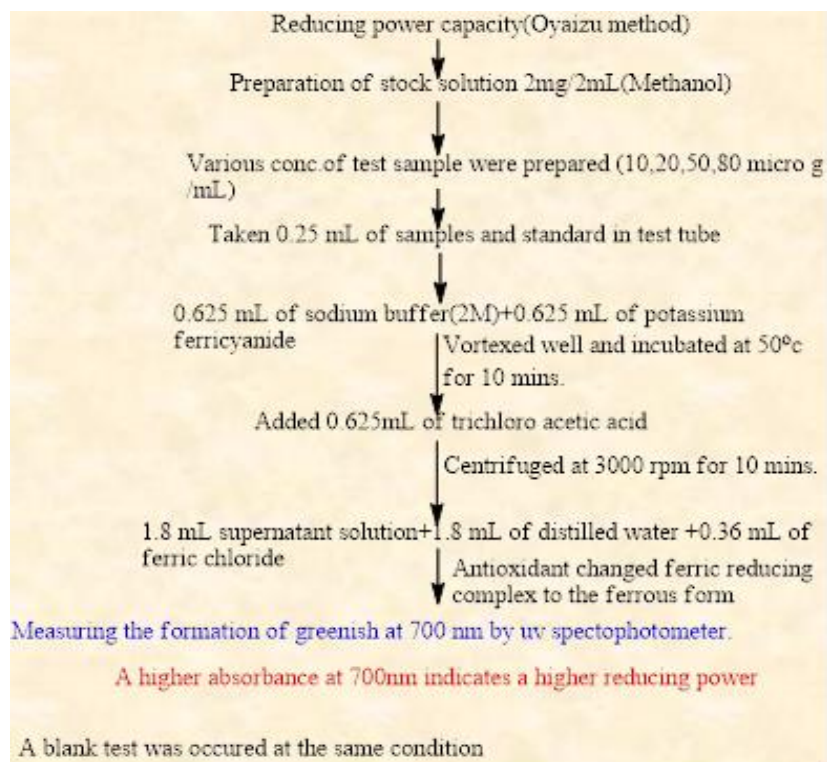 Reducing power capacity(Oyaizu method)
Preparation of stock solution 2mg/2mL(Methanol)
Various conc.of test sample were prepared (10,20,50,80 micro g
/mL)
Taken 0.25 mL of samples and standard in test tube
0.625 mL of sodium buffer(2M)+0.625 mL of potassium
ferricyanide
Vortexed well and incubated at 50⁰c
for 10 mins.
Added 0.625mL of trichloro acetic acid
Centrifuged at 3000 rpm for 10 mins.
1.8 mL supernatant solution+1.8 mL of distilled water +0.36 mL of
ferric chloride
Antioxidant changed ferric reducing
complex to the ferrous form
Measuring the formation of greenish at 700 nm by uv spectophotometer.
A higher absorbance at 700nm indicates a higher reducing power
A blank test was occured at the same condition